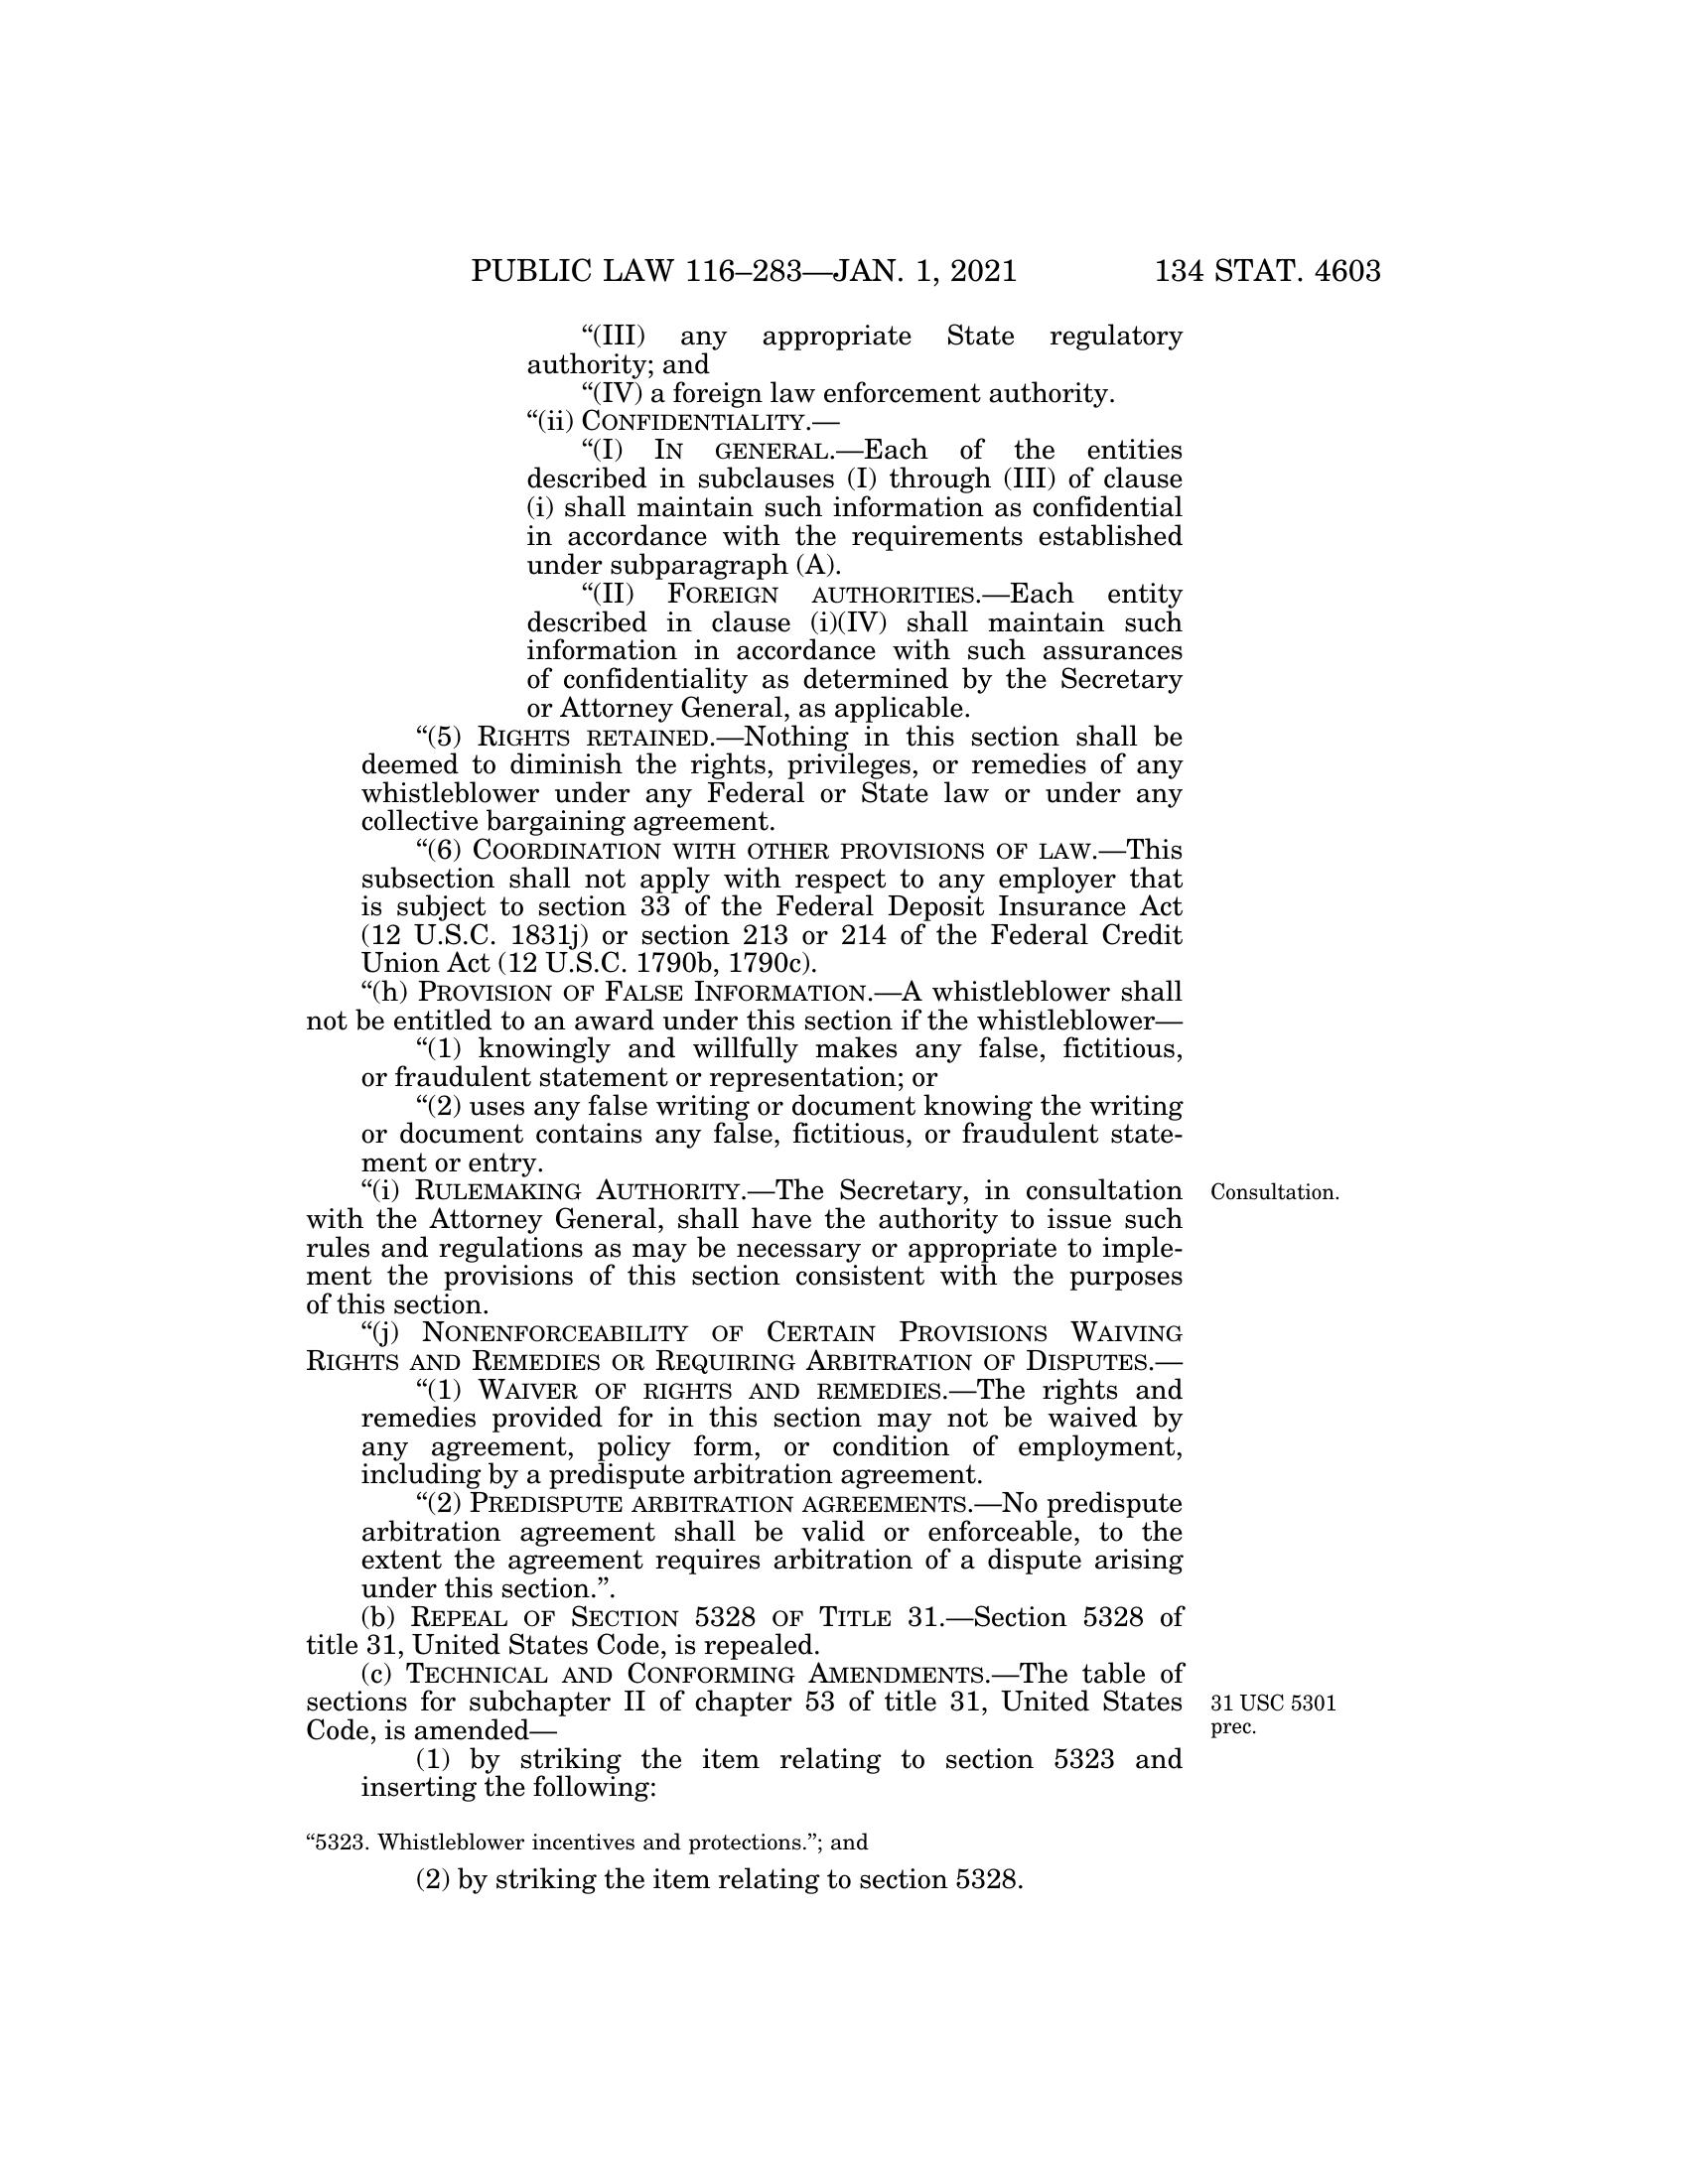 PUBLIC LAW 116–283—JAN. 1, 2021 134 STAT. 4603
“(III) any appropriate State regulatory
authority; and
“(IV) a foreign law enforcement authority.
“(ii) CONFIDENTIALITY.—
“(I) IN GENERAL.—Each of the entities
described in subclauses (I) through (III) of clause
(i) shall maintain such information as confidential
in accordance with the requirements established
under subparagraph (A).
“(II) FOREIGN AUTHORITIES.—Each entity
described in clause (i)(IV) shall maintain such
information in accordance with such assurances
of confidentiality as determined by the Secretary
or Attorney General, as applicable.
“(5) RIGHTS RETAINED.—Nothing in this section shall be
deemed to diminish the rights, privileges, or remedies of any
whistleblower under any Federal or State law or under any
collective bargaining agreement.
“(6) COORDINATION WITH OTHER PROVISIONS OF LAW.—This
subsection shall not apply with respect to any employer that
is subject to section 33 of the Federal Deposit Insurance Act
(12 U.S.C. 1831j) or section 213 or 214 of the Federal Credit
Union Act (12 U.S.C. 1790b, 1790c).
“(h) PROVISION OF FALSE INFORMATION.—A whistleblower shall
not be entitled to an award under this section if the whistleblower—
“(1) knowingly and willfully makes any false, fictitious,
or fraudulent statement or representation; or
“(2) uses any false writing or document knowing the writing
or document contains any false, fictitious, or fraudulent state-
ment or entry.
“(i) RULEMAKING AUTHORITY.—The Secretary, in consultation
with the Attorney General, shall have the authority to issue such
rules and regulations as may be necessary or appropriate to imple-
ment the provisions of this section consistent with the purposes
of this section.
Consultation.
“(j) NONENFORCEABILITY OF CERTAIN PROVISIONS WAIVING
RIGHTS AND REMEDIES OR REQUIRING ARBITRATION OF DISPUTES.—
“(1) WAIVER OF RIGHTS AND REMEDIES.—The rights and
remedies provided for in this section may not be waived by
any agreement, policy form, or condition of employment,
including by a predispute arbitration agreement.
“(2) PREDISPUTE ARBITRATION AGREEMENTS.—No predispute
arbitration agreement shall be valid or enforceable, to the
extent the agreement requires arbitration of a dispute arising
under this section.”.
(b) REPEAL OF SECTION 5328 OF TITLE 31.—Section 5328 of
title 31, United States Code, is repealed.
(c) TECHNICAL AND CONFORMING AMENDMENTS.—The table of
sections for subchapter II of chapter 53 of title 31, United States
Code, is amended—
31 USC 5301
prec.
(1) by striking the item relating to section 5323 and
inserting the following:
“5323. Whistleblower incentives and protections.”; and
(2) by striking the item relating to section 5328.